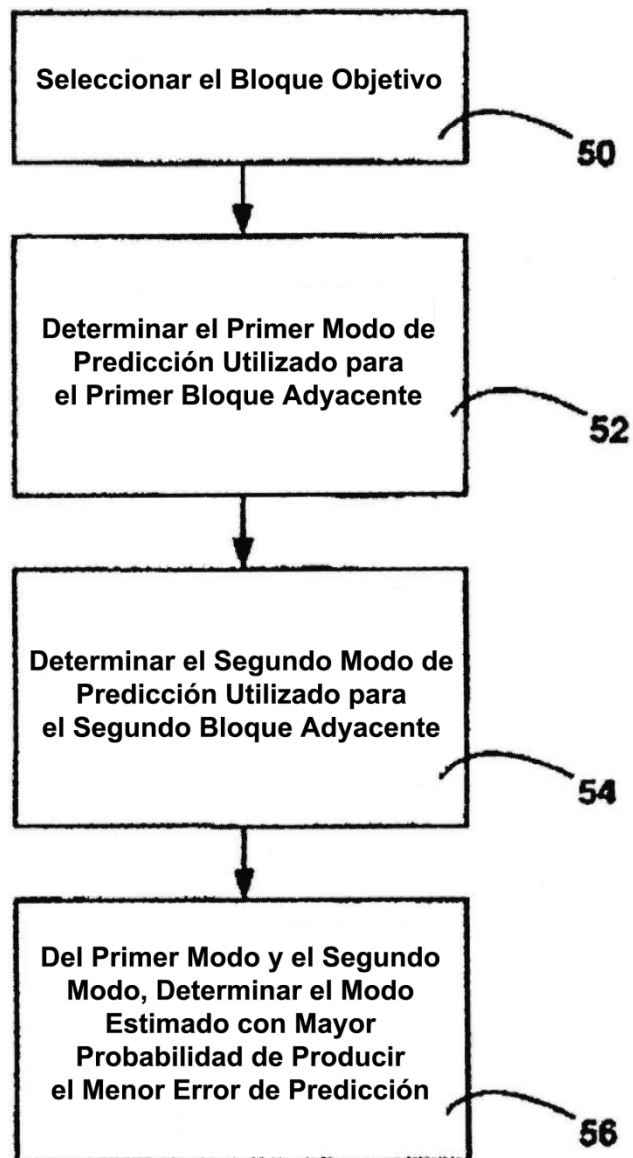 Seleccionar el Bloque Objetivo
50
Determinar el Primer Modo de
Predicción Utilizado para
el Primer Bloque Adyacente
52
Determinar el Segundo Modo de
Predicción Utilizado para
el Segundo Bloque Adyacente
54
Del Primer Modo y el Segundo
Modo, Determinar el Modo
Estimado con Mayor
Probabilidad de Producir
el Menor Error de Predicción
56